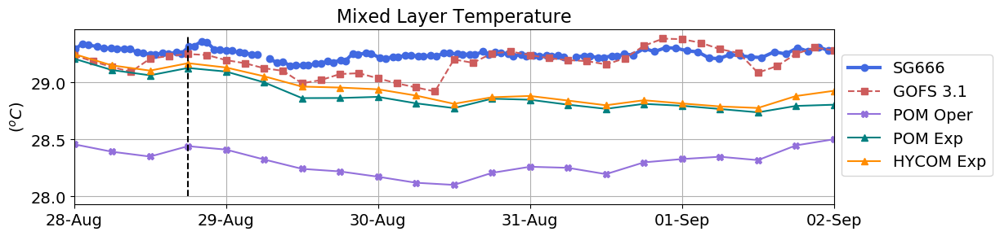 Mixed Layer Temperature
(°C)
29.0
28.5
28.0
28-Aug
29-Aug
30-Aug
31-Aug
01-Sep
02-Sep
SG666
GOFS 3.1
POM Oper
POM Exp
HYCOM Exp